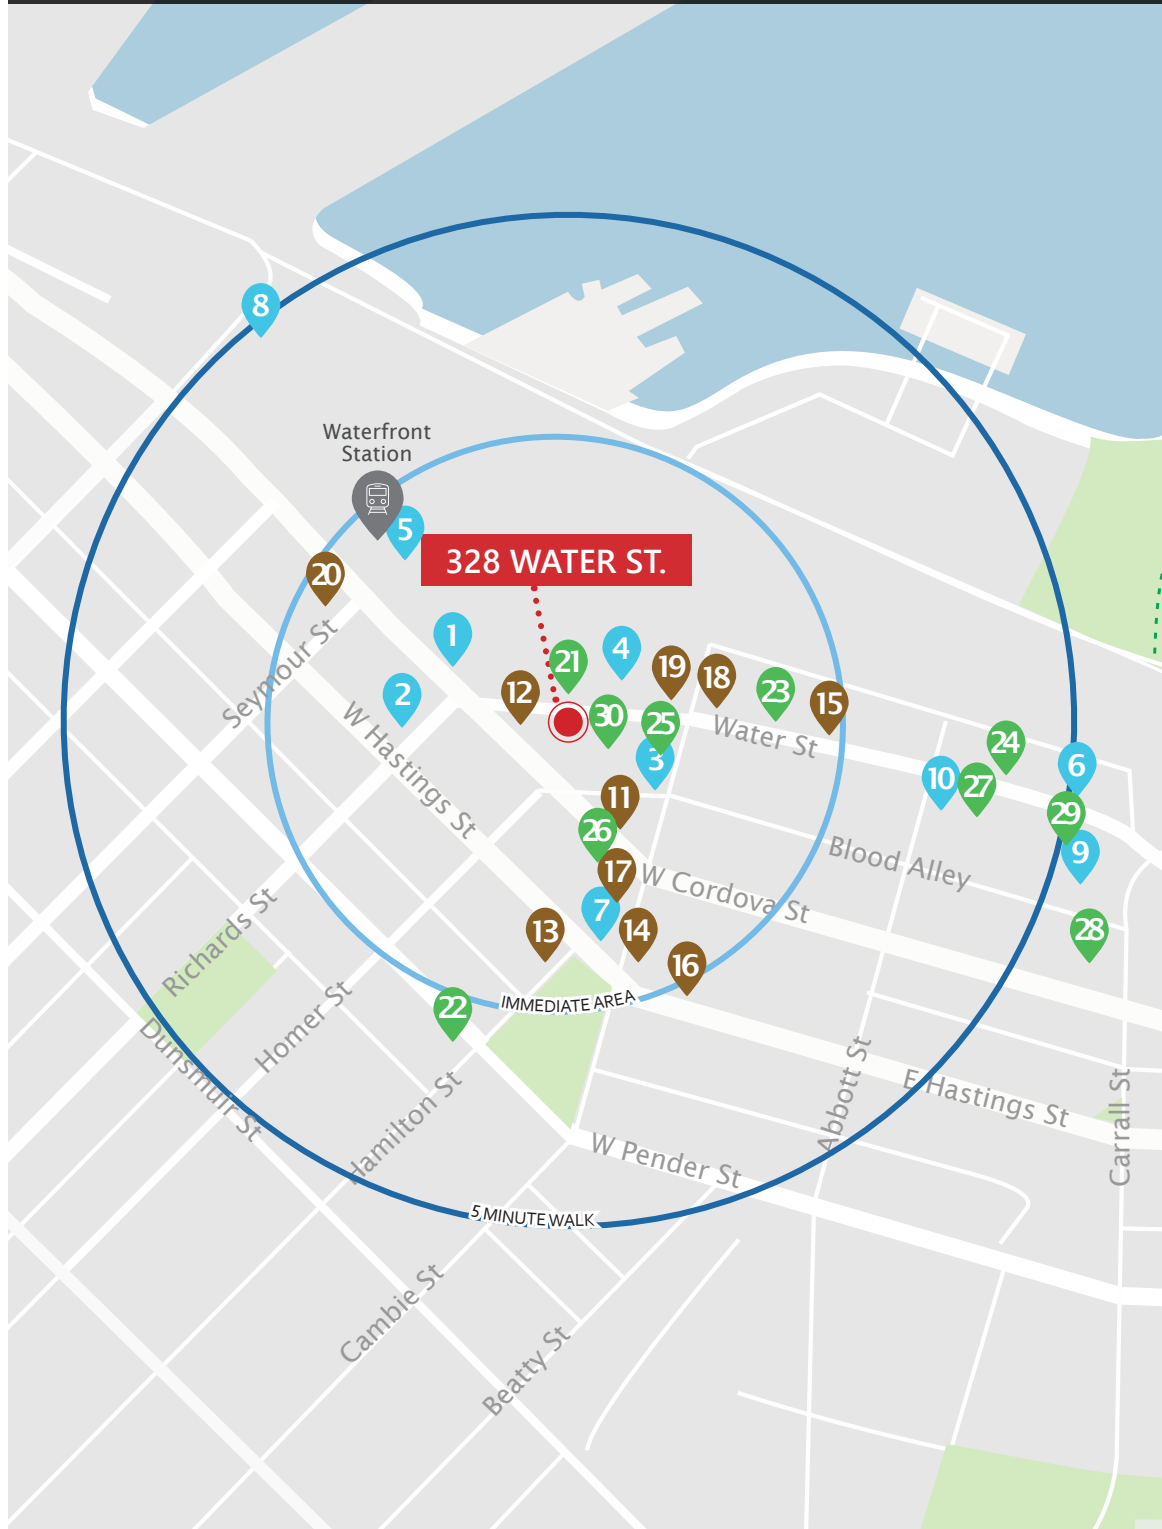 8
Waterfront
Station
5
328 WATER ST.
20
1
4
21
19
18
2
12
23
15
30
25
Seymour St
W Hastings St
Water St
3
24
6
10
27
11
29
26
Blood Alley
9
17
W Cordova St
7
13
14
28
16
Richards St
IMMEDIATE AREA
22
Homer St
Dunsmuir St
Hamilton St
Abbott St
E Hastings St
Carrall St
W Pender St
5 MINUTE WALK
Cambie St
Beatty St